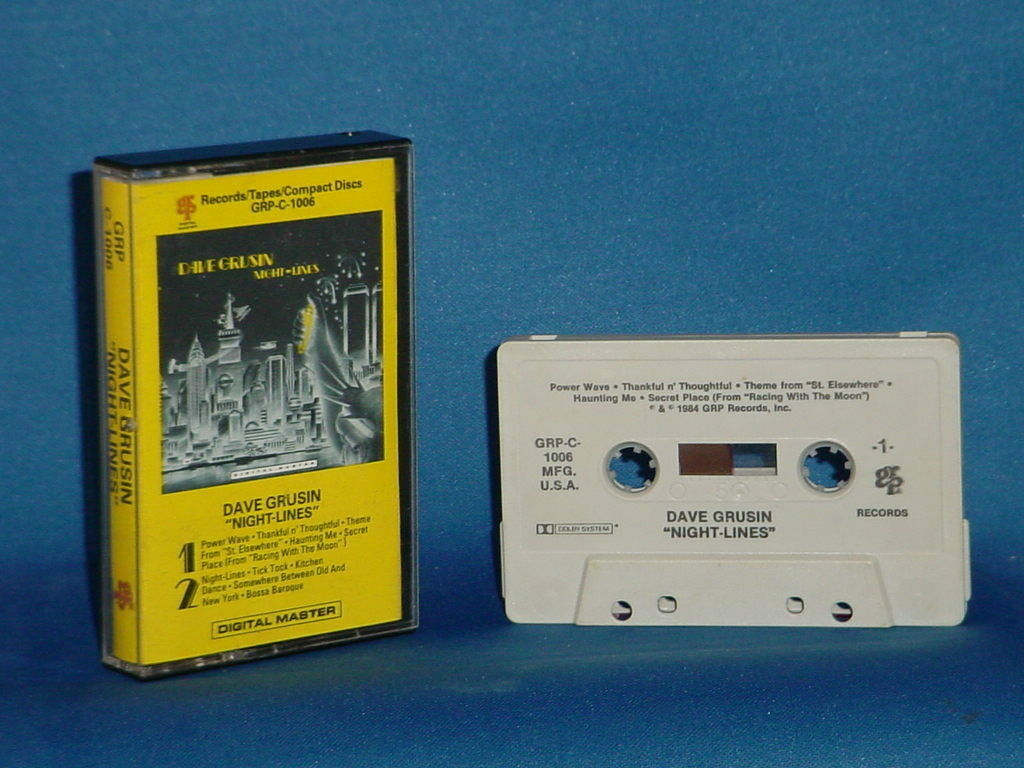 GRP
C-1006
DAVE GRUSIN
"NIGHT-LINES"
grp
DIGITAL
MASTER
Records/Tapes/Compact Discs
GRP-C-1006
DAVE GRUSIN
NIGHT-LINES
DIGITAL MASTER
DAVE GRUSIN
"NIGHT-LINES"
1
Power Wave • Thankful n' Thoughtful • Theme
From "St. Elsewhere" • Haunting Me • Secret
Place (From "Racing With The Moon".)
2
Night-Lines • Tick Tock • Kitchen
Dance • Somewhere Between Old And
New York • Bossa Baroque
DIGITAL MASTER
Power Wave • Thankful n' Thoughtful • Theme from "St. Elsewhere" •
Haunting Me • Secret Place (From "Racing With The Moon")
℗ & © 1984 GRP Records, Inc.
GRP-C-
1006
MFG.
U.S.A.
-1-
grp
RECORDS
DOLBY SYSTEM
DAVE GRUSIN
"NIGHT-LINES"